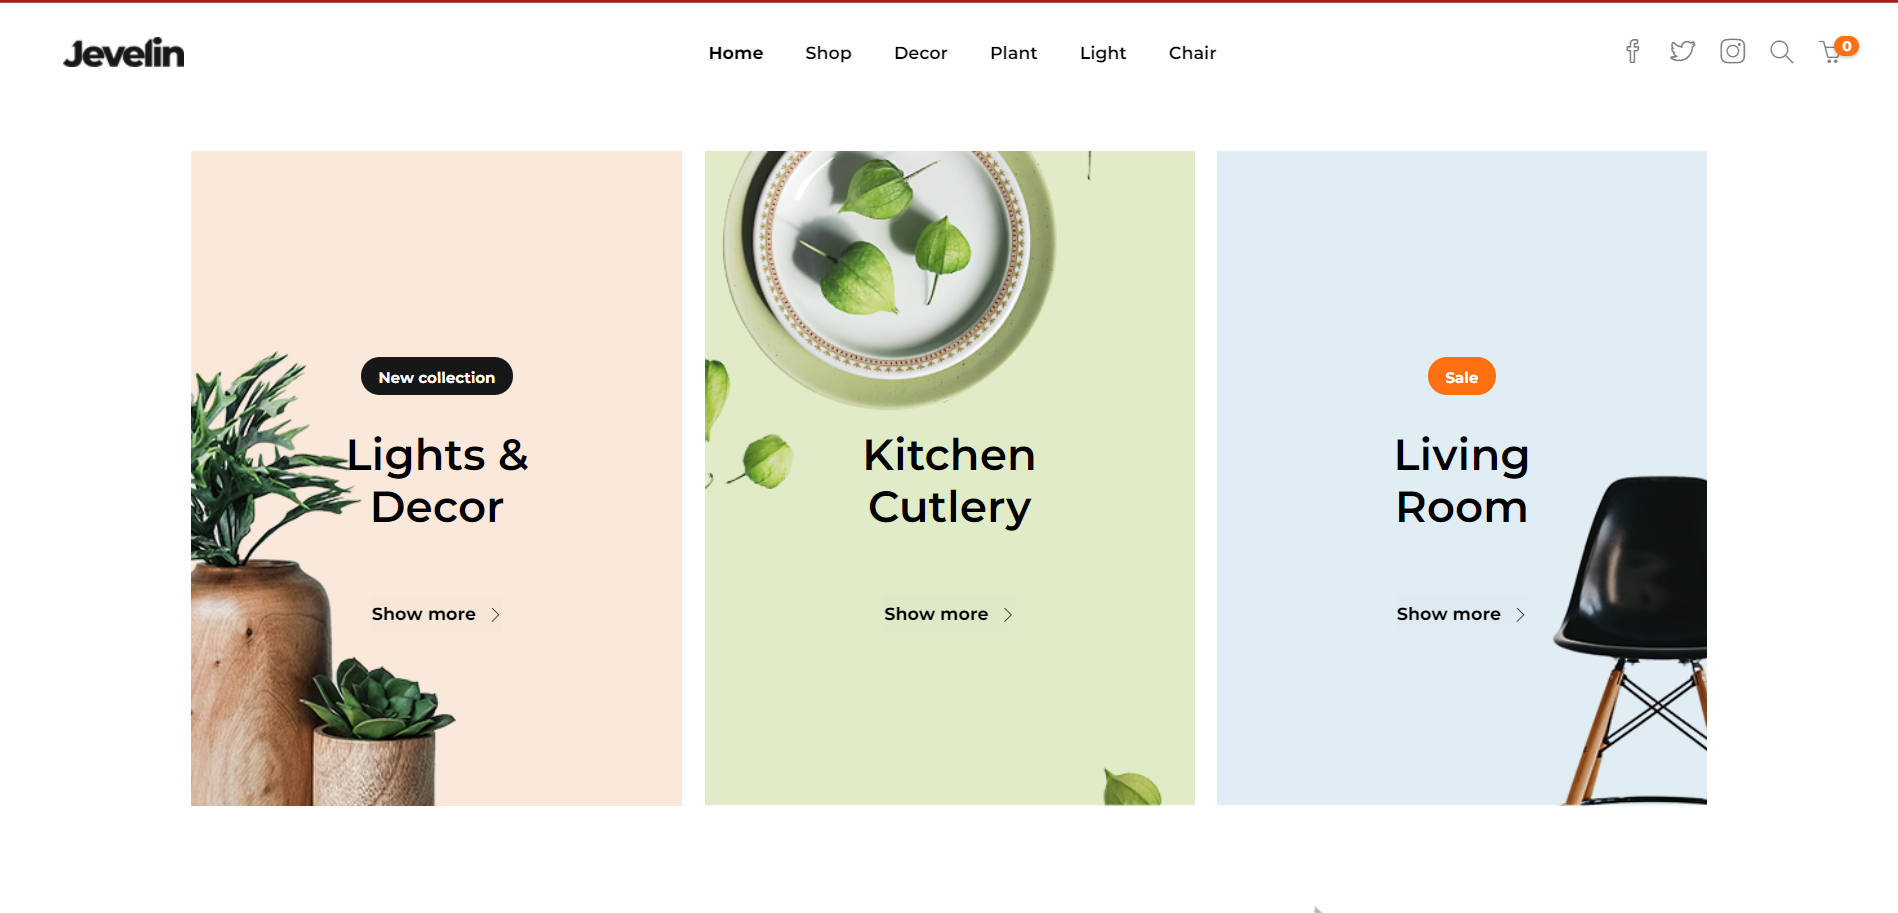 Jevelin
Home Shop Decor Plant Light Chair
0
New collection
Lights &
Decor
Show more
Kitchen
Cutlery
Show more
Sale
Living
Room
Show more